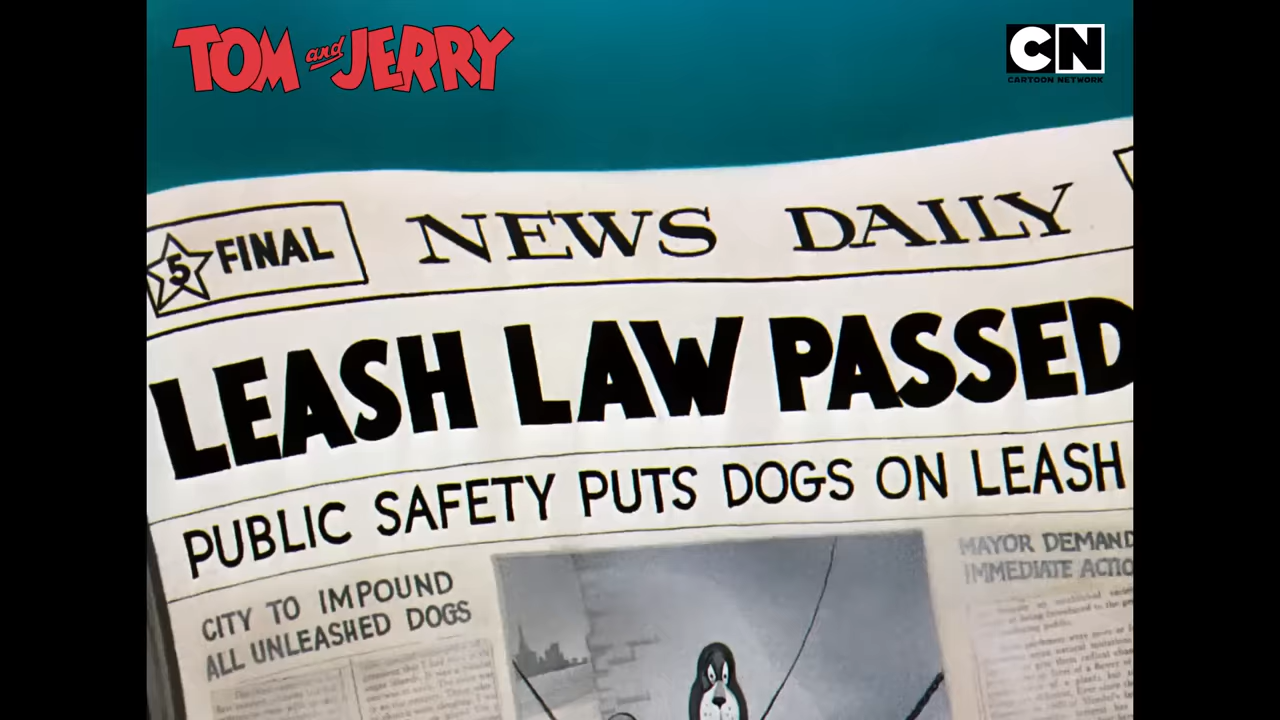 TOM and JERRY
CN
CARTOON NETWORK
5 FINAL
NEWS DAILY
LEASH LAW PASSED
PUBLIC SAFETY PUTS DOGS ON LEASH
CITY TO IMPOUND
ALL UNLEASHED DOGS
MAYOR DEMAND
IMMEDIATE ACTIO